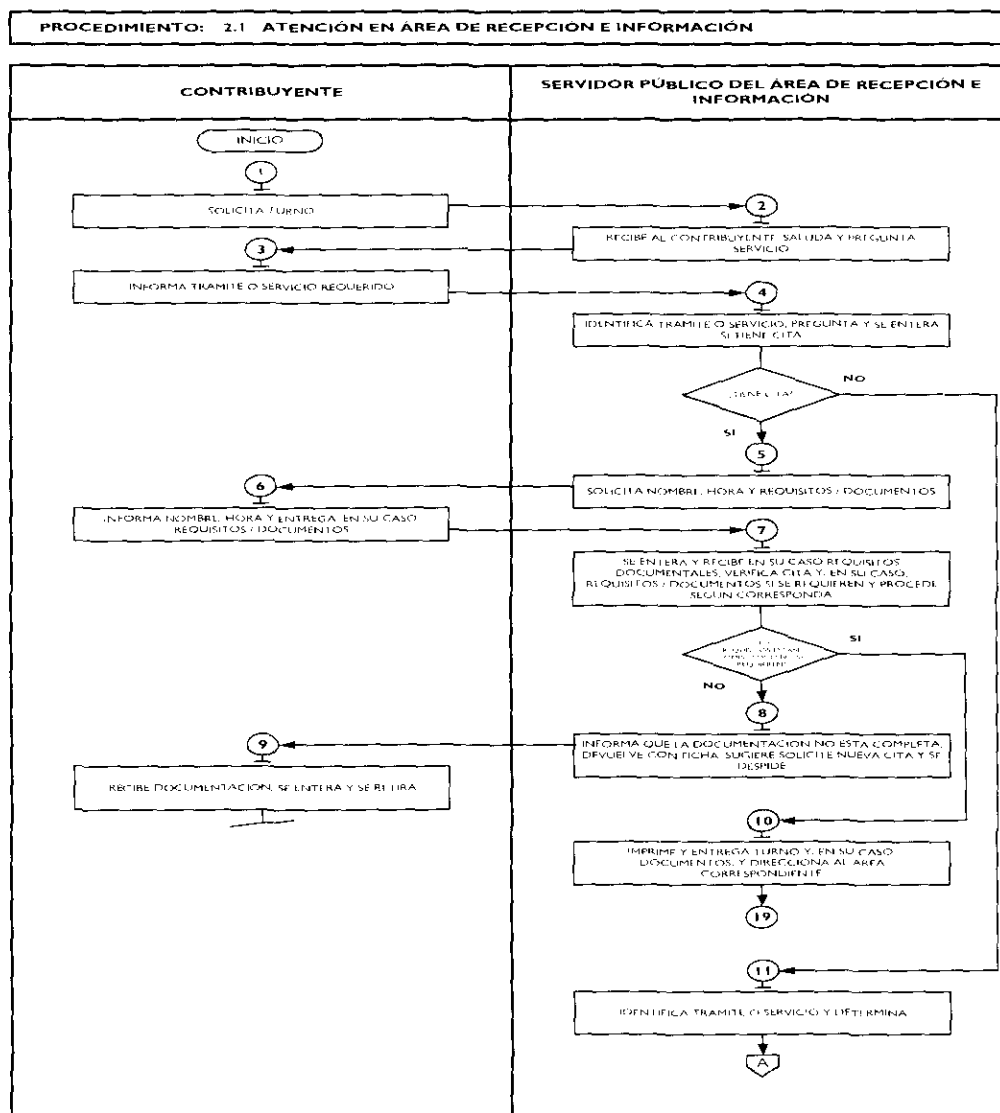 PROCEDIMIENTO: 2.1 ATENCIÓN EN ÁREA DE RECEPCIÓN E INFORMACIÓN
CONTRIBUYENTE
SERVIDOR PÚBLICO DEL ÁREA DE RECEPCIÓN E
INFORMACIÓN
INICIO
1
SOLICITA TURNO
2
RECIBE AL CONTRIBUYENTE, SALUDA Y PREGUNTA
SERVICIO
3
INFORMA TRAMITE O SERVICIO REQUERIDO
4
IDENTIFICA TRAMITE O SERVICIO, PREGUNTA Y SE ENTERA
SI TIENE CITA
¿TIENE CITA?
NO
SI
5
SOLICITA NOMBRE, HORA Y REQUISITOS / DOCUMENTOS
6
INFORMA NOMBRE, HORA Y ENTREGA, EN SU CASO
REQUISITOS / DOCUMENTOS
7
SE ENTERA Y RECIBE EN SU CASO REQUISITOS
DOCUMENTALES, VERIFICA CITA Y, EN SU CASO,
REQUISITOS / DOCUMENTOS SI SE REQUIEREN Y PROCEDE
SEGÚN CORRESPONDA
SI
NO
8
INFORMA QUE LA DOCUMENTACION NO ESTA COMPLETA,
DEVUELVE CON FICHA, SUGIERE SOLICITE NUEVA CITA Y SE
DESPIDE
9
RECIBE DOCUMENTACION, SE ENTERA Y SE RETIRA
10
IMPRIME Y ENTREGA TURNO Y, EN SU CASO
DOCUMENTOS, Y DIRECCIONA AL AREA
CORRESPONDIENTE
19
11
IDENTIFICA TRAMITE O SERVICIO Y DETERMINA
A